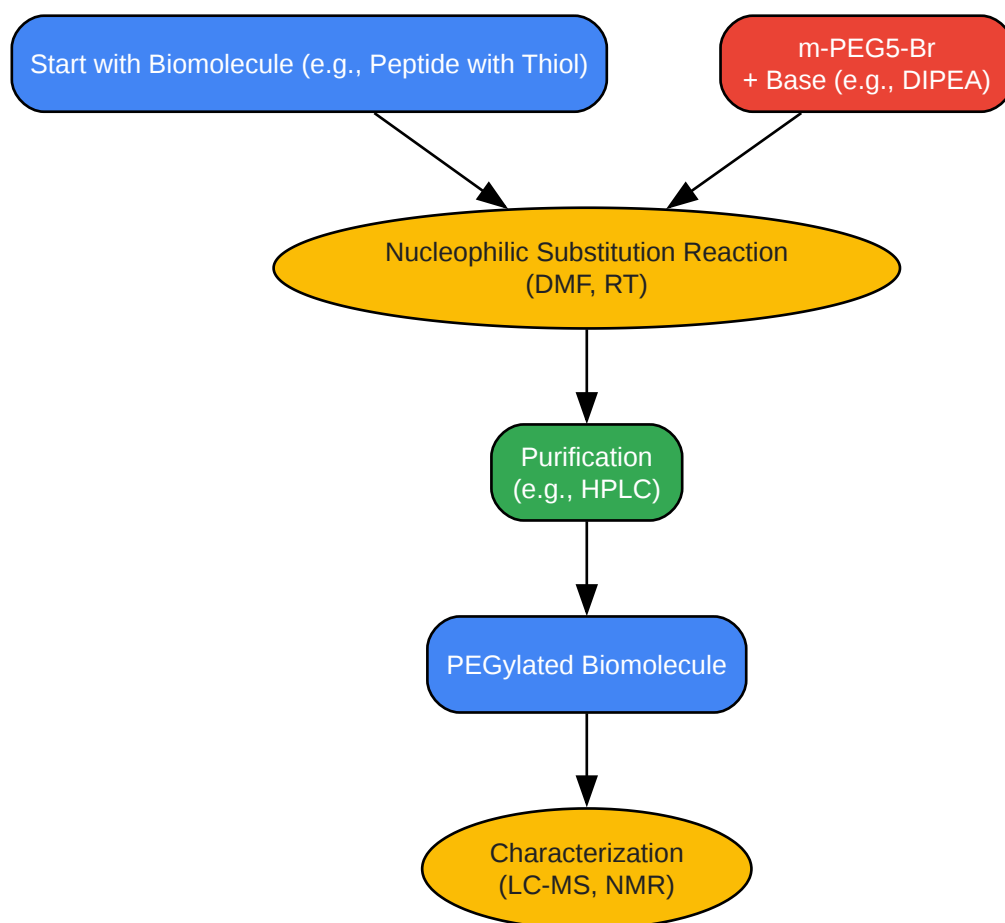 Start with Biomolecule (e.g., Peptide with Thiol)
m-PEG5-Br
+ Base (e.g., DIPEA)
Nucleophilic Substitution Reaction
(DMF, RT)
Purification
(e.g., HPLC)
PEGylated Biomolecule
Characterization
(LC-MS, NMR)